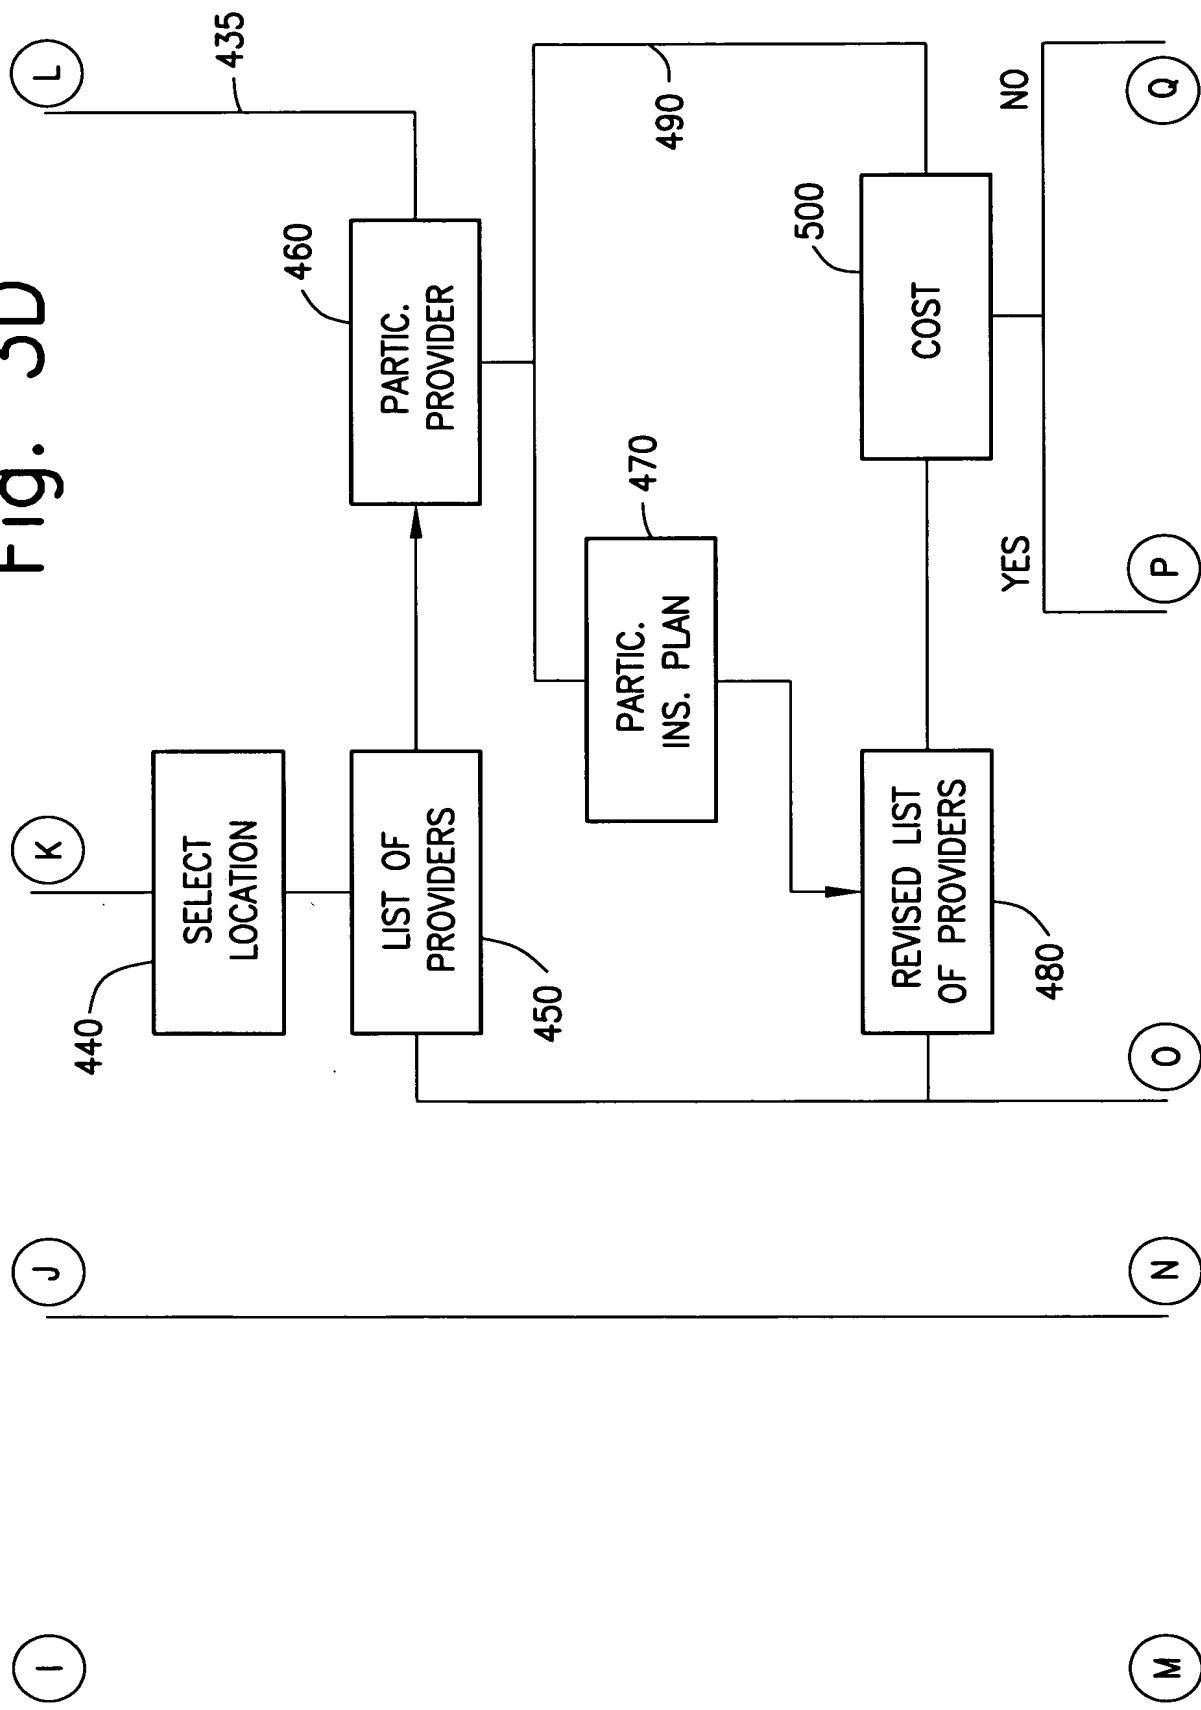 Fig. 3D
I
J
K
L
440
435
SELECT
LOCATION
460
LIST OF
PROVIDERS
PARTIC.
PROVIDER
450
470
490
PARTIC.
INS. PLAN
500
REVISED LIST
OF PROVIDERS
COST
480
YES
NO
M
N
O
P
Q